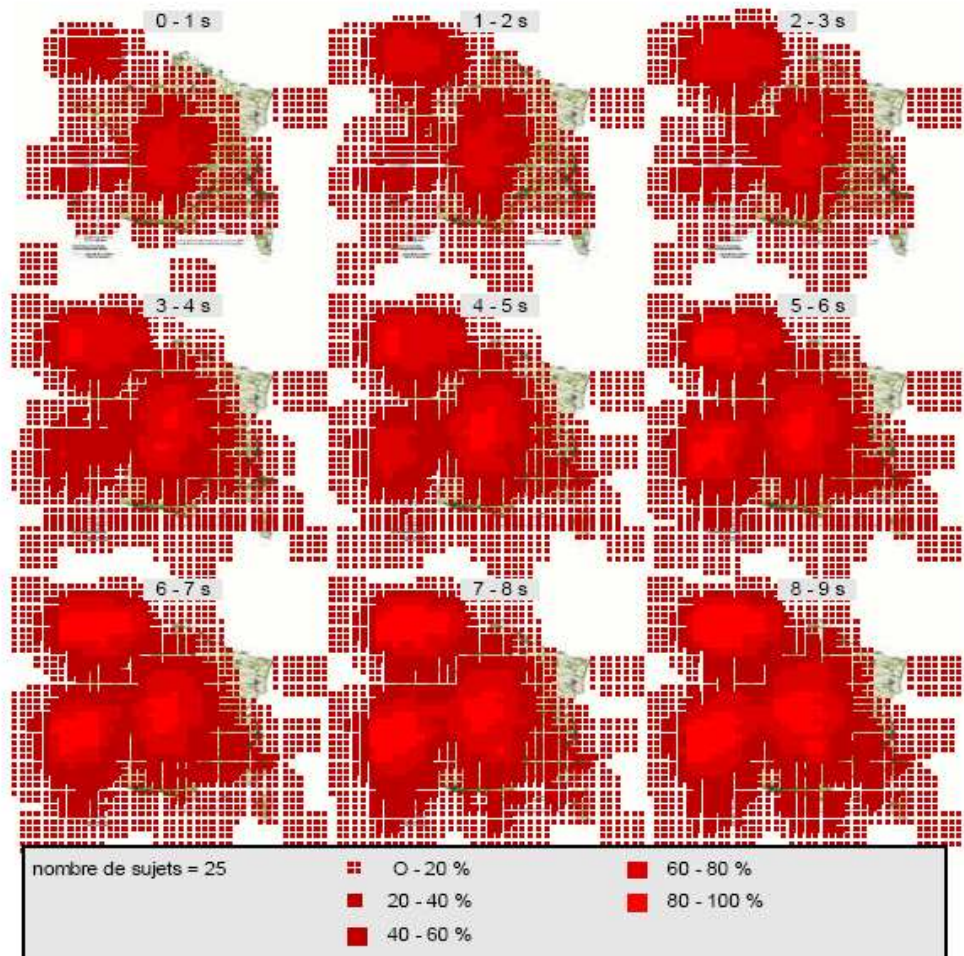 0 - 1 s
1 - 2 s
2 - 3 s
3 - 4 s
4 - 5 s
5 - 6 s
6 - 7 s
7 - 8 s
8 - 9 s
nombre de sujets = 25
O - 20 %
20 - 40 %
40 - 60 %
60 - 80 %
80 - 100 %